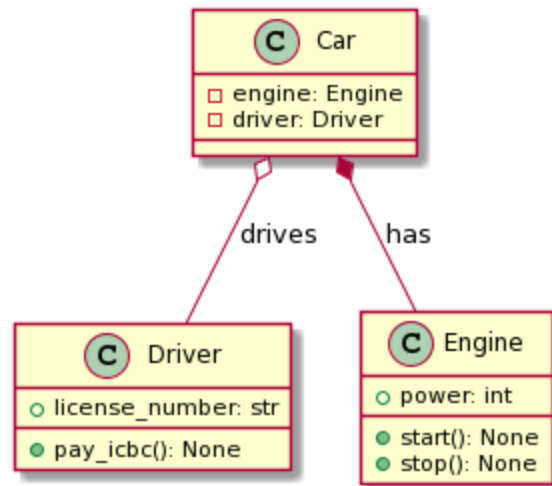 C Car
engine: Engine
driver: Driver
drives
has
C Driver
license_number: str
pay_icbc(): None
C Engine
power: int
start(): None
stop(): None